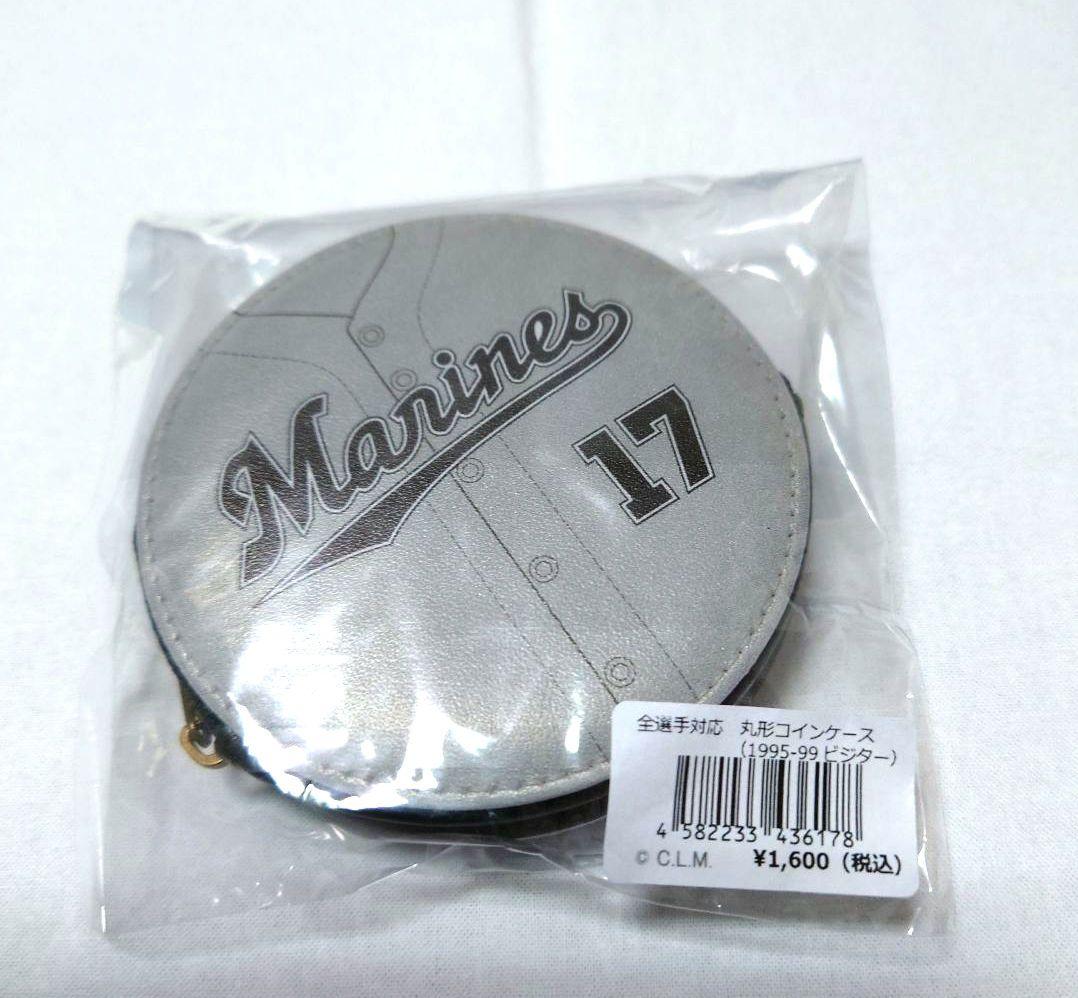 Marines
17
全選手対応 丸形コインケース
(1995-99 ビジター)
4 582233 436178
© C.L.M. ¥1,600 (税込)